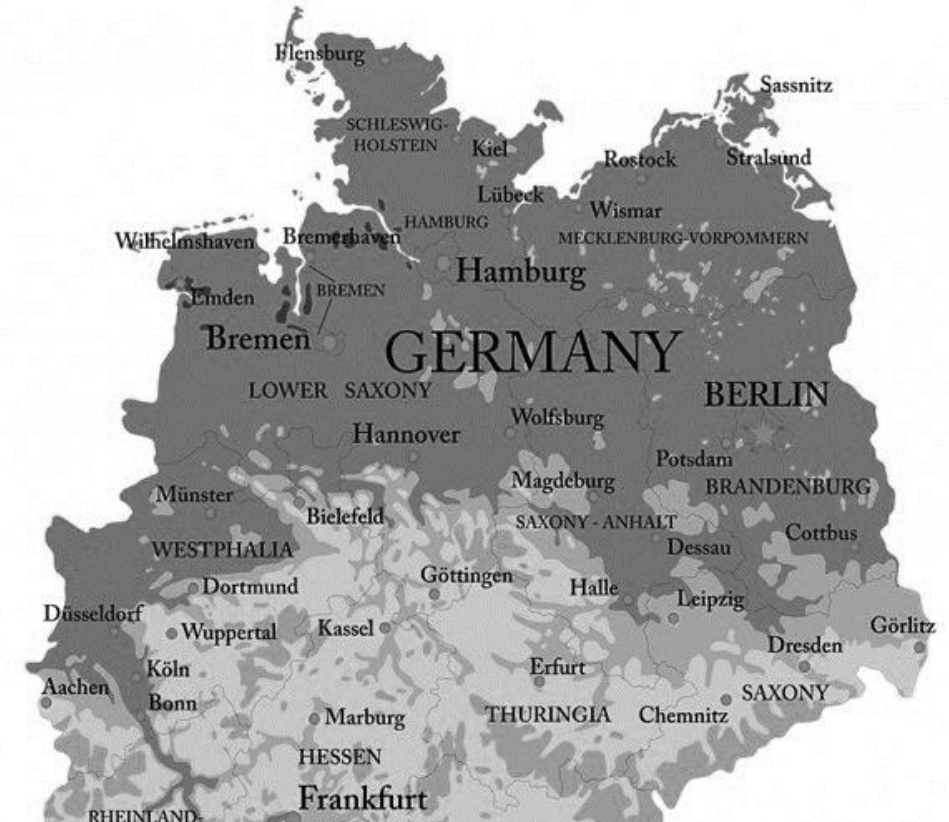 Flensburg
Sassnitz
SCHLESWIG-
HOLSTEIN
Kiel
Rostock
Stralsund
Lübeck
Wismar
HAMBURG
Wilhelmshaven
Bremerhaven
MECKLENBURG-VORPOMMERN
Hamburg
Emden
BREMEN
Bremen
GERMANY
LOWER SAXONY
BERLIN
Wolfsburg
Hannover
Potsdam
Magdeburg
BRANDENBURG
Münster
Bielefeld
SAXONY-ANHALT
Cottbus
WESTPHALIA
Dessau
Göttingen
Dortmund
Halle
Leipzig
Düsseldorf
Wuppertal
Kassel
Görlitz
Dresden
Köln
Erfurt
Aachen
SAXONY
Bonn
Marburg
THURINGIA
Chemnitz
HESSEN
Frankfurt
RHEINLAND-